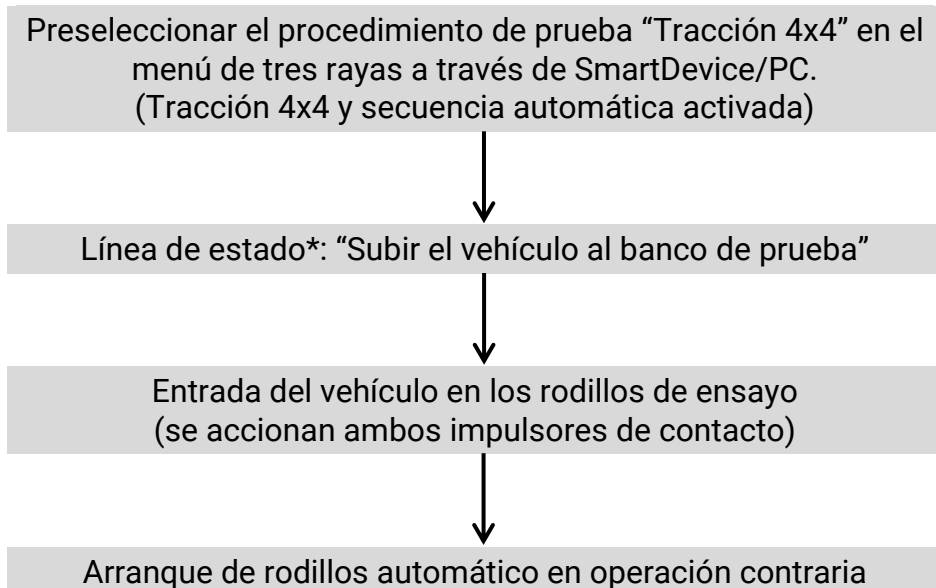 Preseleccionar el procedimiento de prueba “Tracción 4x4” en el
menú de tres rayas a través de SmartDevice/PC.
(Tracción 4x4 y secuencia automática activada)
Línea de estado*: “Subir el vehículo al banco de prueba”
Entrada del vehículo en los rodillos de ensayo
(se accionan ambos impulsores de contacto)
Arranque de rodillos automático en operación contraria